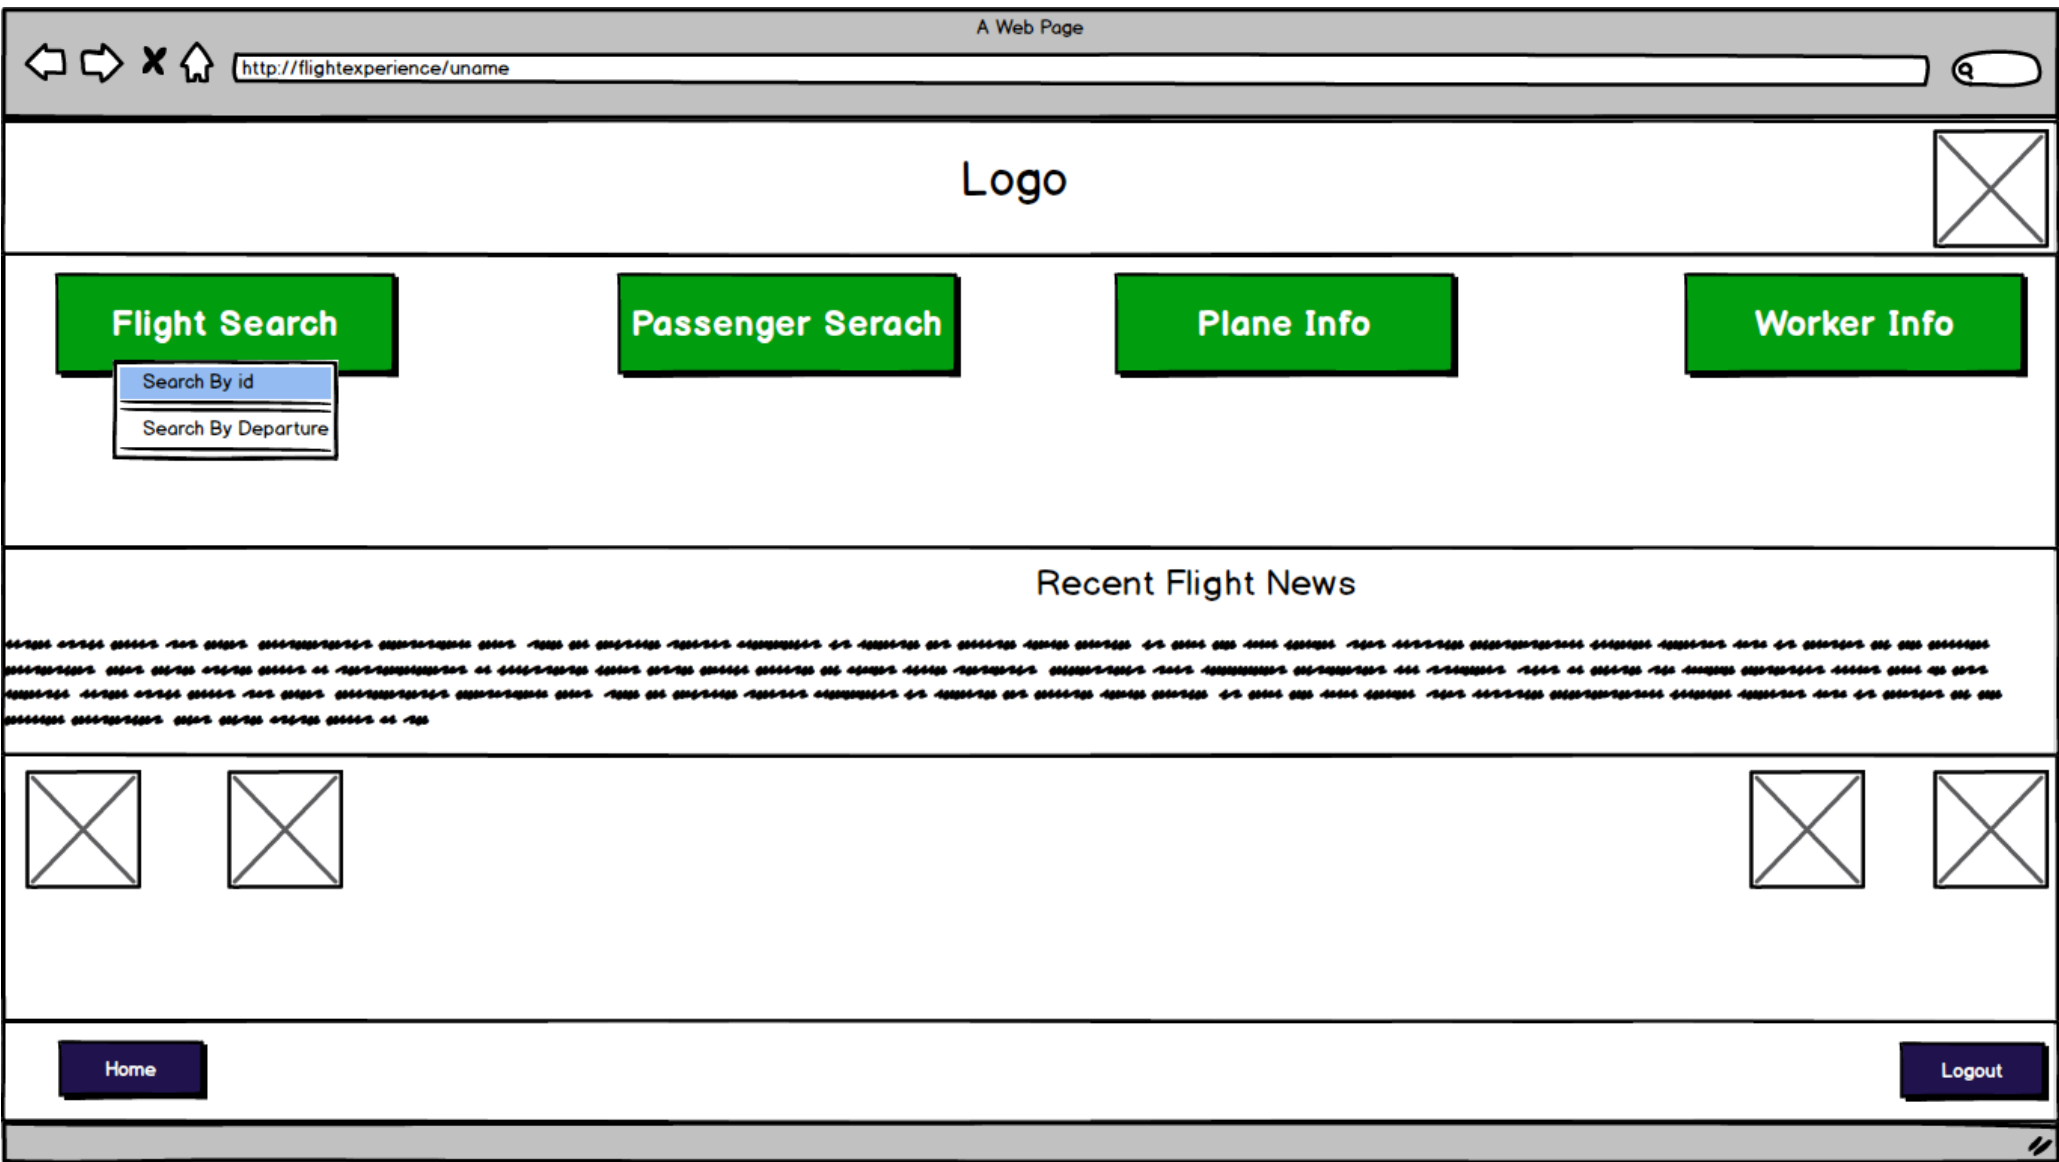 A Web Page
http://flightexperience/uname
Logo
Flight Search
Passenger Serach
Plane Info
Worker Info
Search By id
Search By Departure
Recent Flight News
Home
Logout